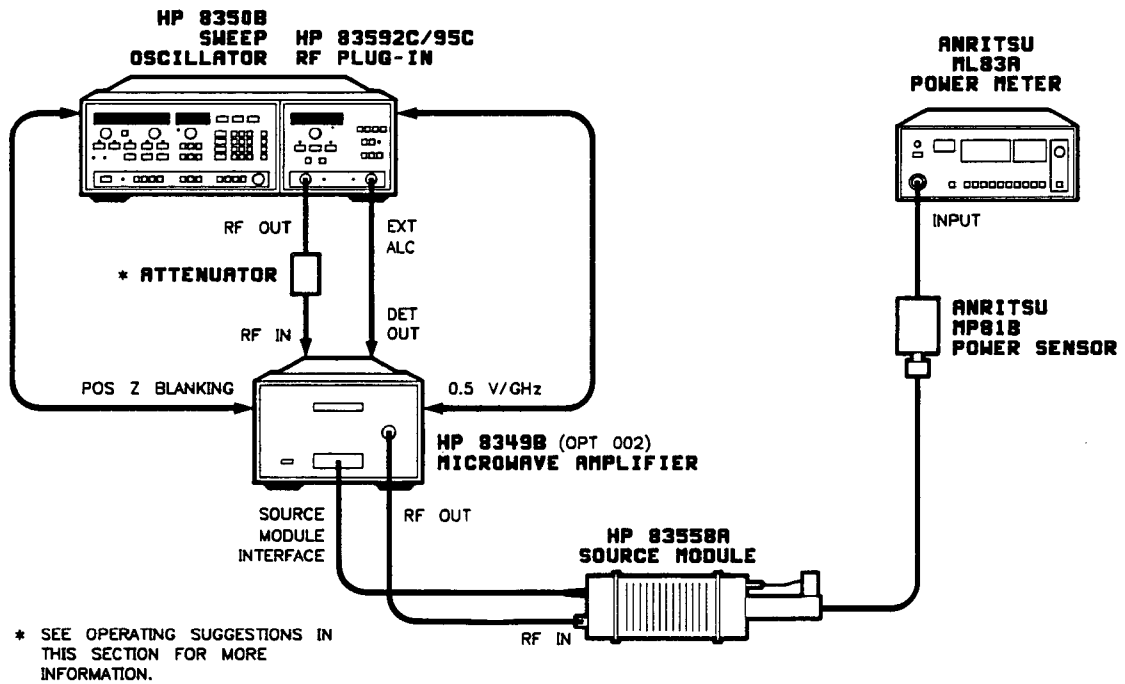 HP 8350B
SWEEP
OSCILLATOR
HP 83592C/95C
RF PLUG-IN
ANRITSU
ML83A
POWER METER
RF OUT
EXT
ALC
INPUT
* ATTENUATOR
RF IN
DET
OUT
ANRITSU
MP81B
POWER SENSOR
POS Z BLANKING
0.5 V/GHz
HP 8349B (OPT 002)
MICROWAVE AMPLIFIER
SOURCE
MODULE
INTERFACE
RF OUT
HP 83558A
SOURCE MODULE
RF IN
* SEE OPERATING SUGGESTIONS IN
THIS SECTION FOR MORE
INFORMATION.